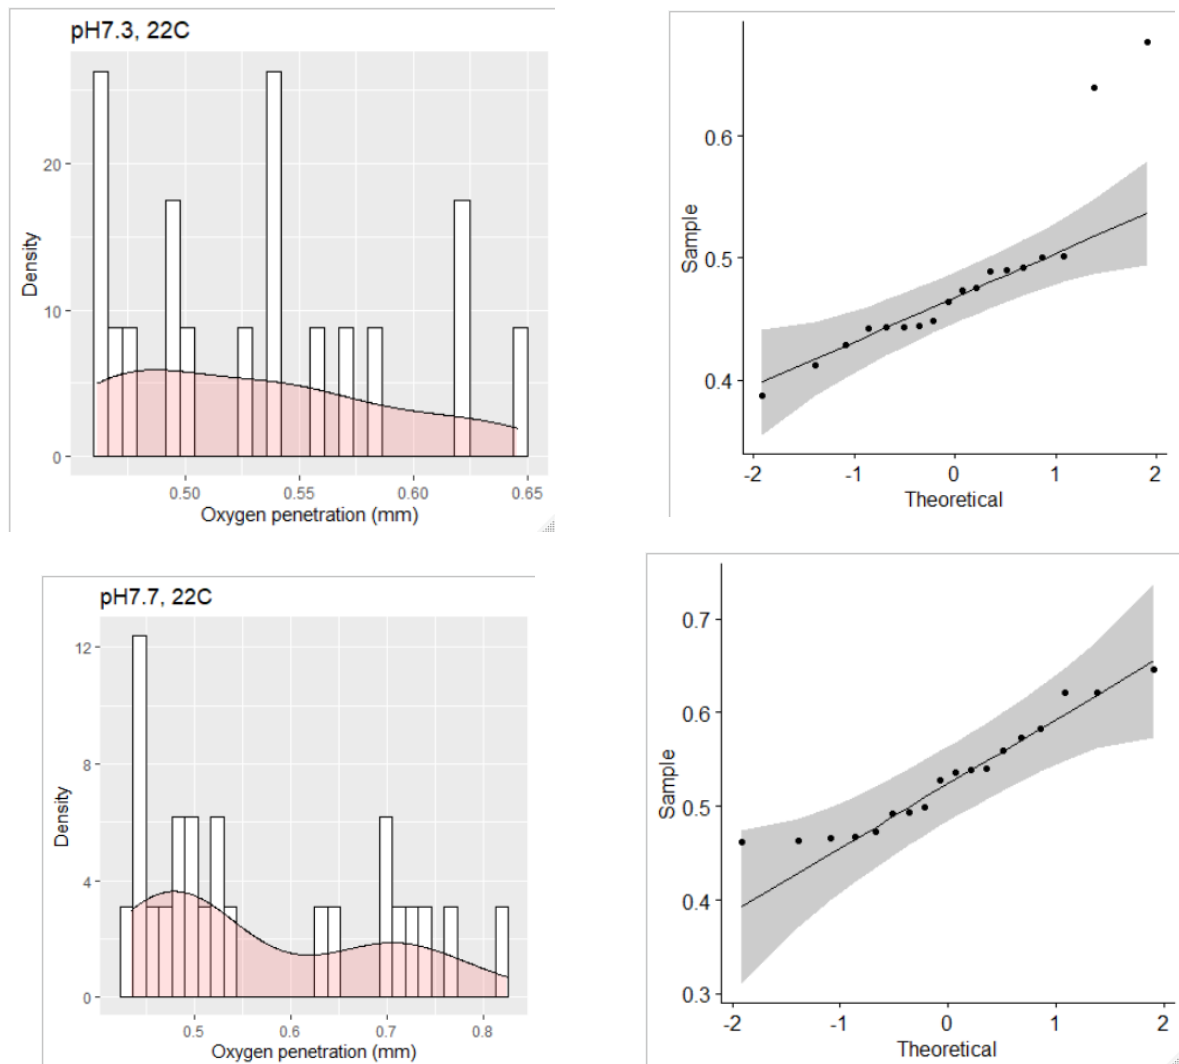 pH7.3, 22C
Density
20
10
0
0.50 0.55 0.60 0.65
Oxygen penetration (mm)
Sample
0.6
0.5
0.4
-2 -1 0 1 2
Theoretical
pH7.7, 22C
Density
12
8
4
0
0.5 0.6 0.7 0.8
Oxygen penetration (mm)
Sample
0.7
0.6
0.5
0.4
0.3
-2 -1 0 1 2
Theoretical